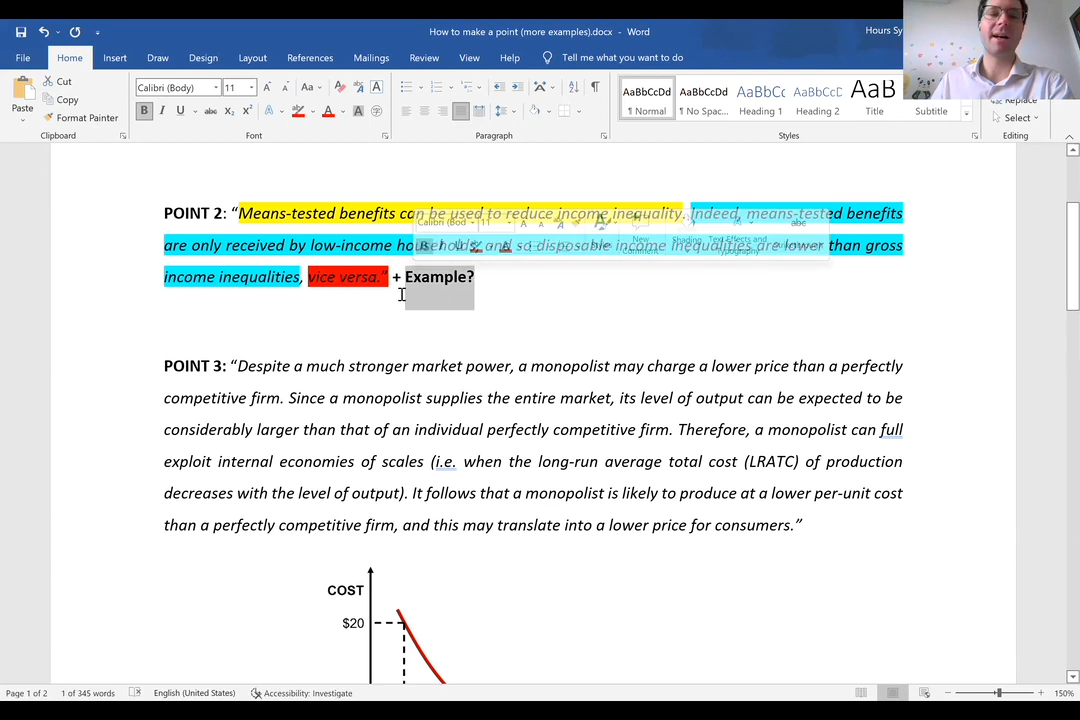 How to make a point (more examples).docx - Word
Hours Sy
File Home Insert Draw Design Layout References Mailings Review View Help Tell me what you want to do
Paste
Cut
Copy
Format Painter
Clipboard
Calibri (Body) 11
Font
Paragraph
AaBbCcDd AaBbCcDd AaBbCc AaBbCcC AaB
Normal No Spac... Heading 1 Heading 2 Title Subtitle
Styles
Replace
Select
Editing
POINT 2: “Means-tested benefits can be used to reduce income inequality. Indeed, means-tested benefits
are only received by low-income households, and so disposable income inequalities are lower than gross
income inequalities, vice versa.” + Example?
POINT 3: “Despite a much stronger market power, a monopolist may charge a lower price than a perfectly
competitive firm. Since a monopolist supplies the entire market, its level of output can be expected to be
considerably larger than that of an individual perfectly competitive firm. Therefore, a monopolist can full
exploit internal economies of scales (i.e. when the long-run average total cost (LRATC) of production
decreases with the level of output). It follows that a monopolist is likely to produce at a lower per-unit cost
than a perfectly competitive firm, and this may translate into a lower price for consumers.”
COST
$20
Page 1 of 2 1 of 345 words English (United States) Accessibility: Investigate 150%